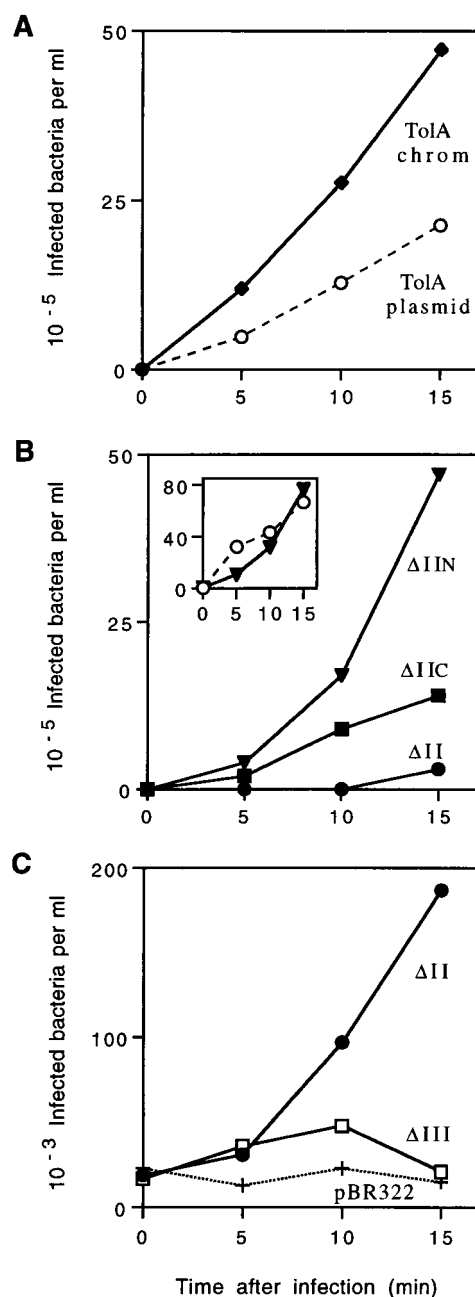 A
10 - 5 Infected bacteria per ml
50
25
0
TolA
chrom
TolA
plasmid
0 5 10 15
B
10 - 5 Infected bacteria per ml
50
25
0
80
40
0
0 5 10 15
ΔIIN
ΔIIC
ΔII
0 5 10 15
C
10 - 3 Infected bacteria per ml
200
100
0
ΔII
ΔIII
pBR322
0 5 10 15
Time after infection (min)